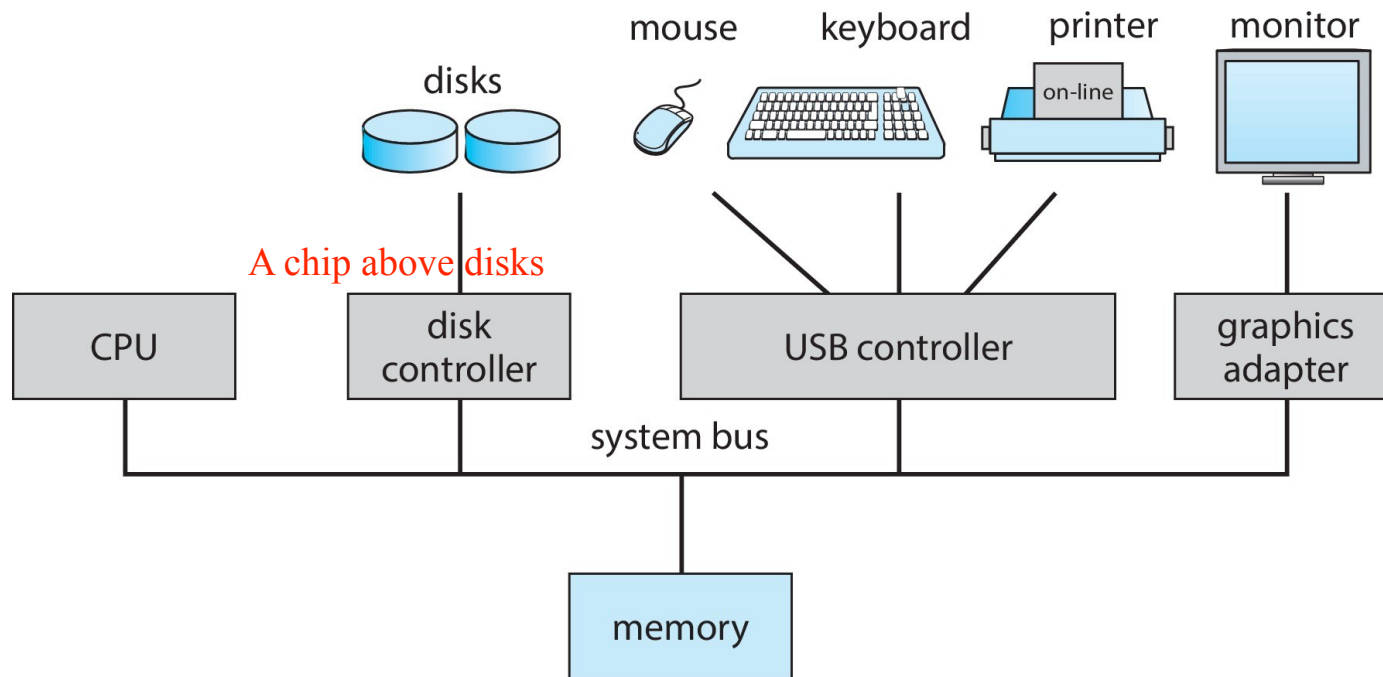 mouse
keyboard
printer
monitor
disks
on-line
A chip above disks
CPU
disk
controller
USB controller
graphics
adapter
system bus
memory